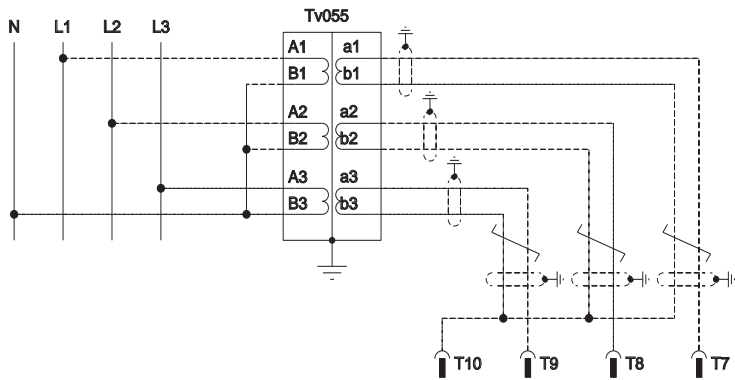 Tv055
N L1 L2 L3
A1 a1
B1 b1
A2 a2
B2 b2
A3 a3
B3 b3
T10 T9 T8 T7